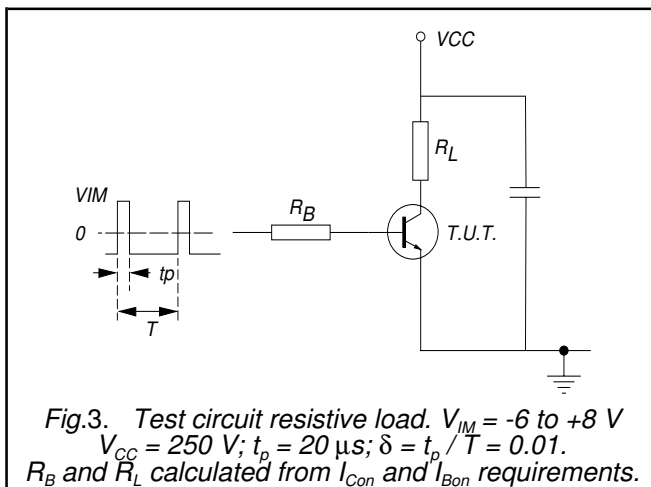 VCC
R_L
VIM
R_B
0
T.U.T.
tp
T
Fig.3. Test circuit resistive load. V_IM = -6 to +8 V
V_CC = 250 V; t_p = 20 μs; δ = t_p / T = 0.01.
R_B and R_L calculated from I_Con and I_Bon requirements.